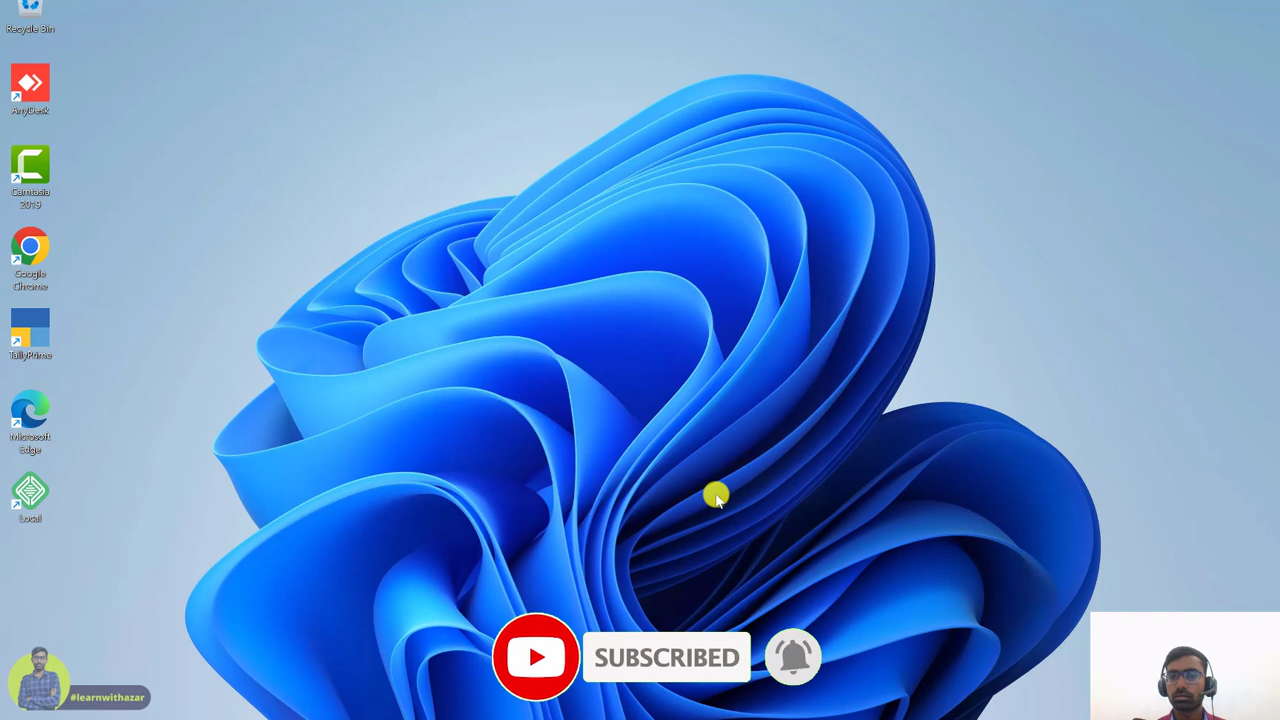 Recycle Bin
AnyDesk
Camtasia
2019
Google
Chrome
TallyPrime
Microsoft
Edge
Local
SUBSCRIBED
#learnwithazar